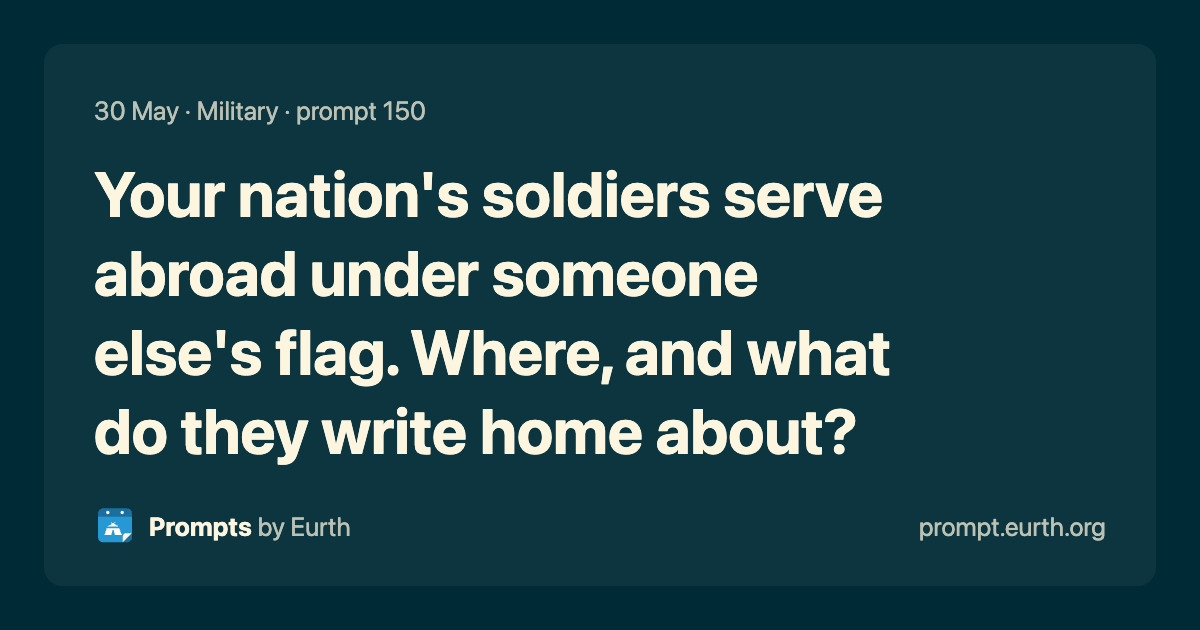 30 May · Military · prompt 150
Your nation's soldiers serve
abroad under someone
else's flag. Where, and what
do they write home about?
Prompts by Eurth
prompt.eurth.org